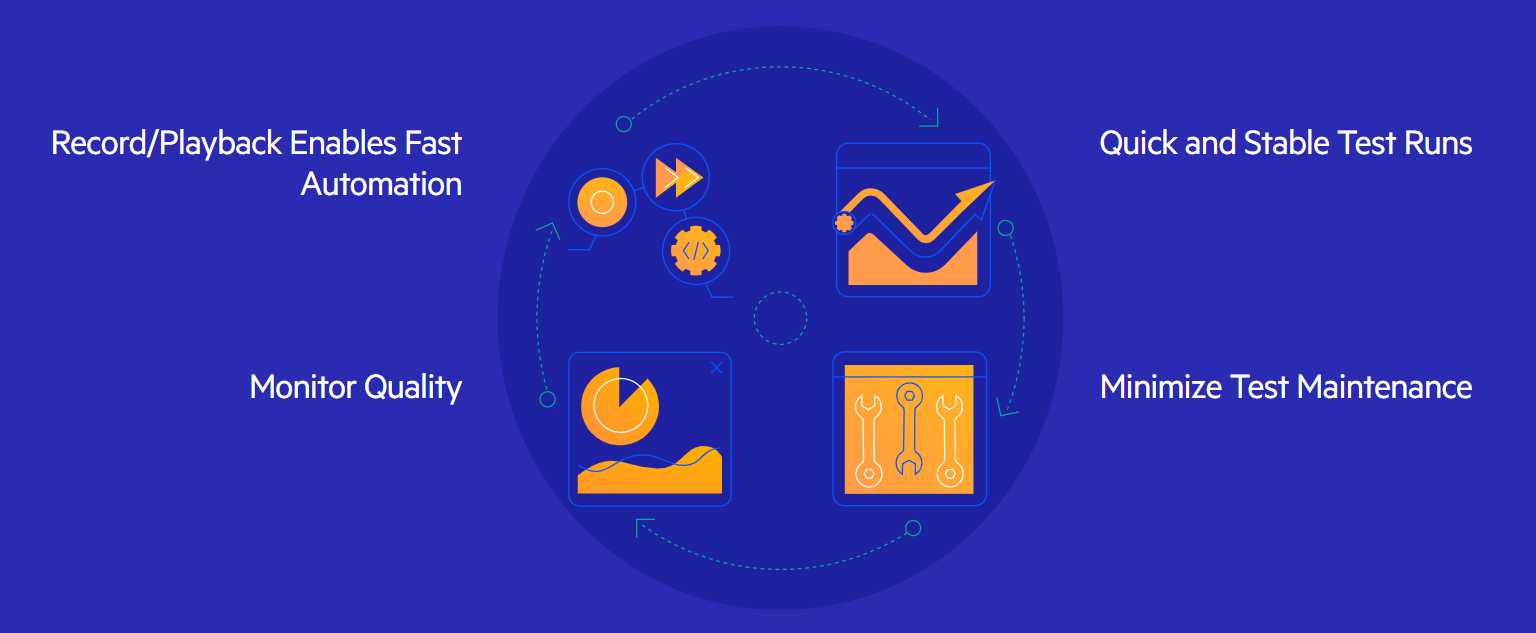 Record/Playback Enables Fast
Automation
Quick and Stable Test Runs
Monitor Quality
Minimize Test Maintenance